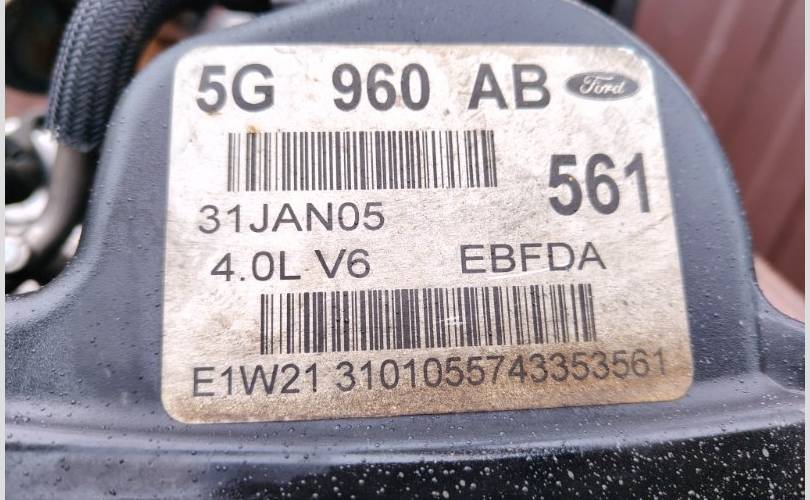 5G 960 AB Ford
561
31JAN05
4.0L V6 EBFDA
E1W21 3101055743353561